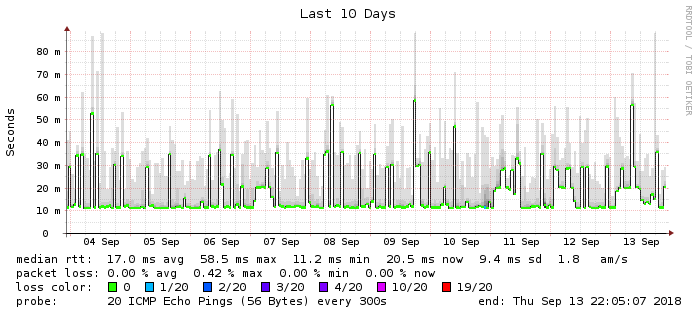 Last 10 Days
RRDTOOL / TOBI OETIKER
Seconds
80 m
70 m
60 m
50 m
40 m
30 m
20 m
10 m
0
04 Sep 05 Sep 06 Sep 07 Sep 08 Sep 09 Sep 10 Sep 11 Sep 12 Sep 13 Sep
median rtt: 17.0 ms avg 58.5 ms max 11.2 ms min 20.5 ms now 9.4 ms sd 1.8 am/s
packet loss: 0.00 % avg 0.42 % max 0.00 % min 0.00 % now
loss color: 0 1/20 2/20 3/20 4/20 10/20 19/20
probe: 20 ICMP Echo Pings (56 Bytes) every 300s end: Thu Sep 13 22:05:07 2018